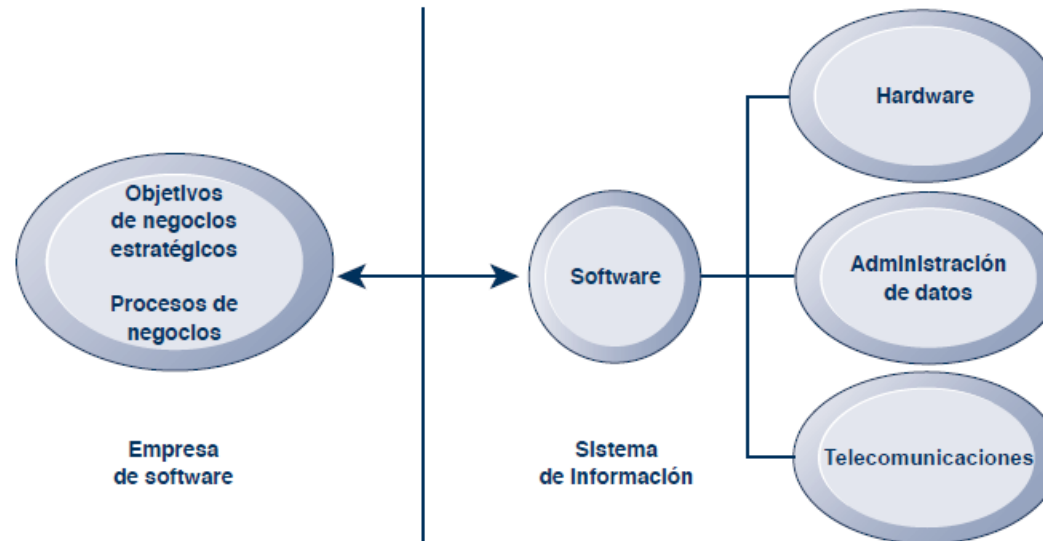 Objetivos
de negocios
estratégicos
Procesos de
negocios
Empresa
de software
Software
Sistema
de Información
Hardware
Administración
de datos
Telecomunicaciones